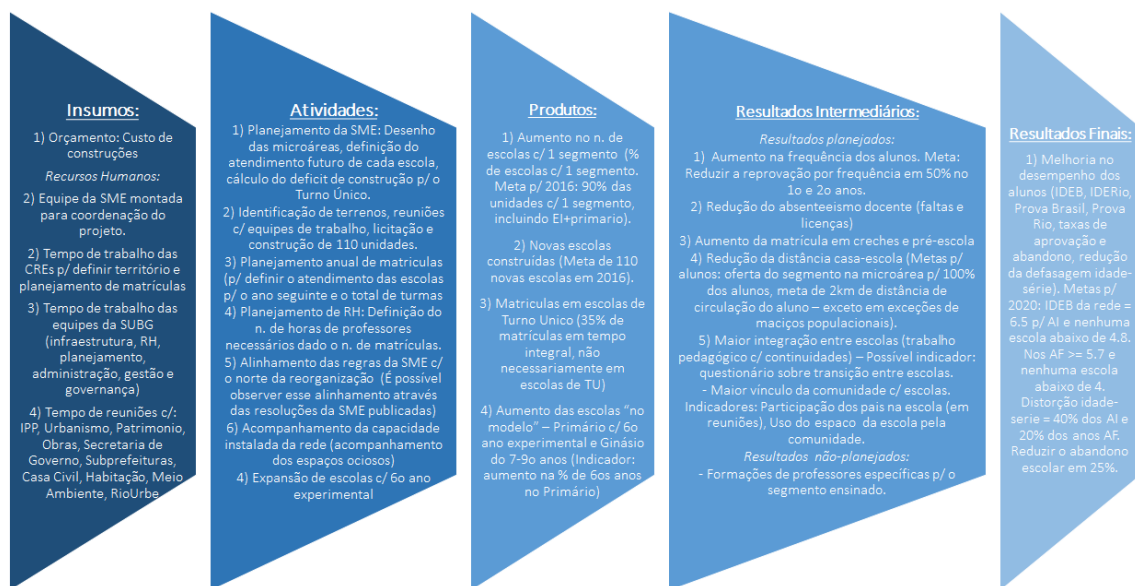 Insumos:
1) Orçamento: Custo de
construções
Recursos Humanos:
2) Equipe da SME montada
para coordenação do
projeto.
2) Tempo de trabalho das
CREs p/ definir território e
planejamento de matrículas
3) Tempo de trabalho das
equipes da SUBG
(infraestrutura, RH,
planejamento,
administração, gestão e
governança)
4) Tempo de reuniões c/:
IPP, Urbanismo, Patrimonio,
Obras, Secretaria de
Governo, Subprefeituras,
Casa Civil, Habitação, Meio
Ambiente, RioUrbe
Atividades:
1) Planejamento da SME: Desenho
das microáreas, definição do
atendimento futuro de cada escola,
cálculo do deficit de construção p/ o
Turno Único.
2) Identificação de terrenos, reuniões
c/ equipes de trabalho, licitação e
construção de 110 unidades.
3) Planejamento anual de matriculas
(p/ definir o atendimento das escolas
p/ o ano seguinte e o total de turmas
4) Planejamento de RH: Definição do
n. de horas de professores
necessários dado o n. de matrículas.
5) Alinhamento das regras da SME c/
o norte da reorganização (É possível
observer esse alinhamento através
das resoluções da SME publicadas)
6) Acompanhamento da capacidade
instalada da rede (acompanhamento
dos espaços ociosos)
4) Expansão de escolas c/ 6o ano
experimental
Produtos:
1) Aumento no n. de
escolas c/ 1 segmento (%
de escolas c/ 1 segmento.
Meta p/ 2016: 90% das
unidades c/ 1 segmento,
incluindo EI+primario).
2) Novas escolas
construídas (Meta de 110
novas escolas em 2016).
3) Matriculas em escolas de
Turno Unico (35% de
matrículas em tempo
integral, não
necessariamente em
escolas de TU)
4) Aumento das escolas “no
modelo” – Primário c/ 6o
ano experimental e Ginásio
do 7-9o anos (Indicador:
aumento na % de 6os anos
no Primário)
Resultados Intermediários:
Resultados planejados:
1) Aumento na frequência dos alunos. Meta:
Reduzir a reprovação por frequência em 50% no
1o e 2o anos.
2) Redução do absenteeismo docente (faltas e
licenças)
3) Aumento da matrícula em creches e pré-escola
4) Redução da distância casa-escola (Metas p/
alunos: oferta do segmento na microárea p/ 100%
dos alunos, meta de 2km de distância de
circulação do aluno – exceto em exceções de
maciços populacionais).
5) Maior integração entre escolas (trabalho
pedagógico c/ continuidades) – Possível indicador:
questionário sobre transição entre escolas.
- Maior vínculo da comunidade c/ escolas.
Indicadores: Participação dos pais na escola (em
reuniões), Uso do espaco da escola pela
comunidade.
Resultados não-planejados:
- Formações de professores específicas p/ o
segmento ensinado.
Resultados Finais:
1) Melhoria no
desempenho dos
alunos (IDEB, IDERio,
Prova Brasil, Prova
Rio, taxas de
aprovação e
abandono, redução
da defasagem idade-
série). Metas p/
2020: IDEB da rede =
6.5 p/ AI e nenhuma
escola abaixo de 4.8.
Nos AF >= 5.7 e
nenhuma escola
abaixo de 4.
Distorção idade-
serie = 40% dos AI e
20% dos anos AF.
Reduzir o abandono
escolar em 25%.